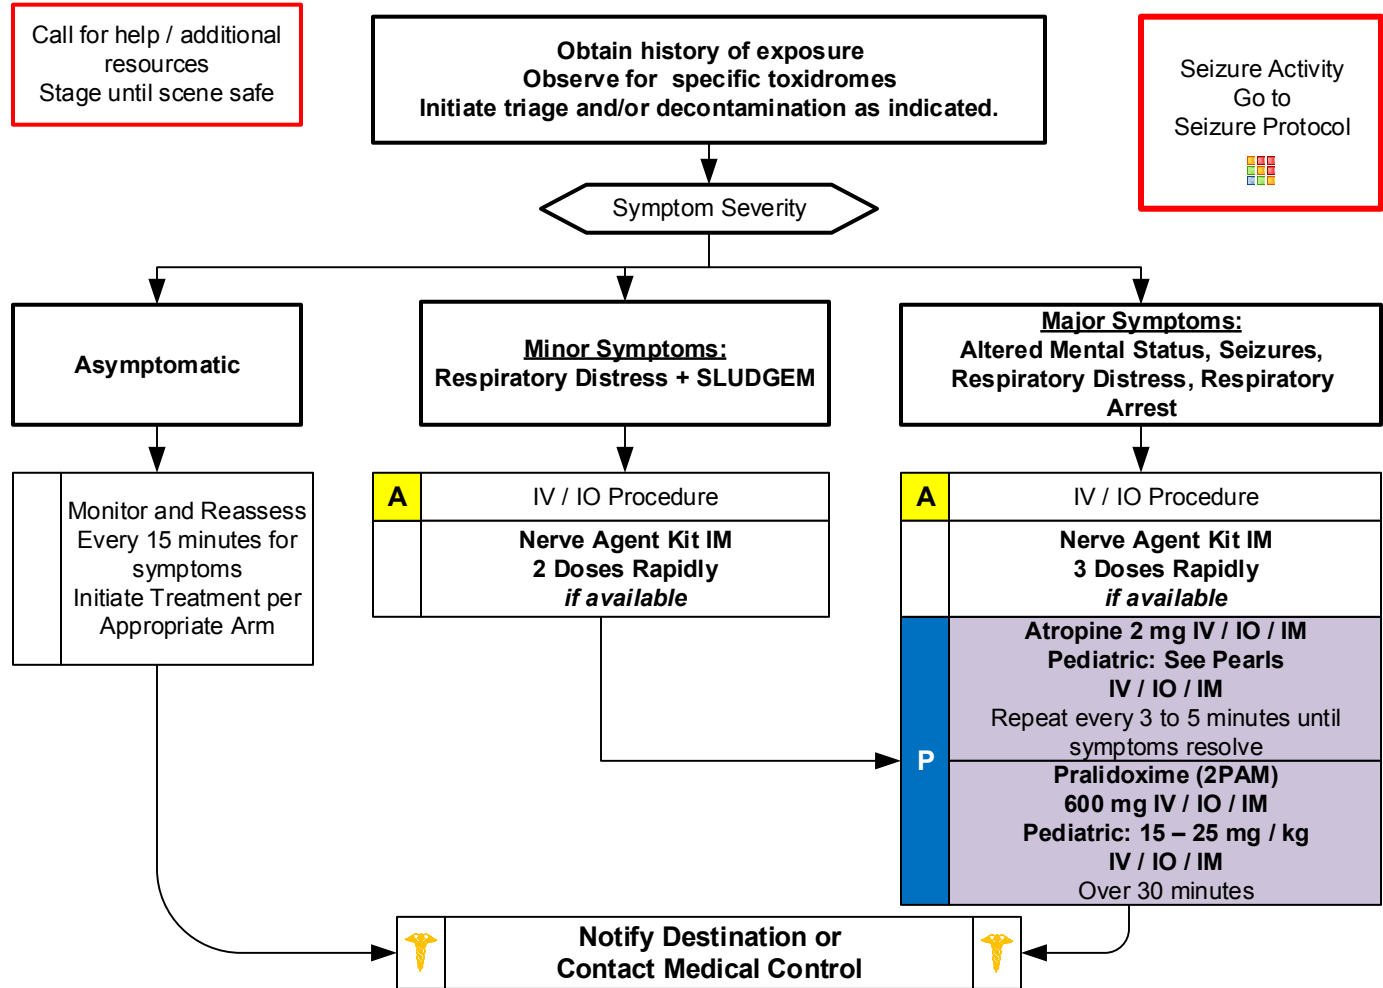 Call for help / additional
resources
Stage until scene safe
Obtain history of exposure
Observe for specific toxidromes
Initiate triage and/or decontamination as indicated.
Seizure Activity
Go to
Seizure Protocol
Symptom Severity
Asymptomatic
Minor Symptoms:
Respiratory Distress + SLUDGEM
Major Symptoms:
Altered Mental Status, Seizures,
Respiratory Distress, Respiratory
Arrest
Monitor and Reassess
Every 15 minutes for
symptoms
Initiate Treatment per
Appropriate Arm
A
IV / IO Procedure
Nerve Agent Kit IM
2 Doses Rapidly
if available
A
IV / IO Procedure
Nerve Agent Kit IM
3 Doses Rapidly
if available
P
Atropine 2 mg IV / IO / IM
Pediatric: See Pearls
IV / IO / IM
Repeat every 3 to 5 minutes until
symptoms resolve
Pralidoxime (2PAM)
600 mg IV / IO / IM
Pediatric: 15 – 25 mg / kg
IV / IO / IM
Over 30 minutes
Notify Destination or
Contact Medical Control